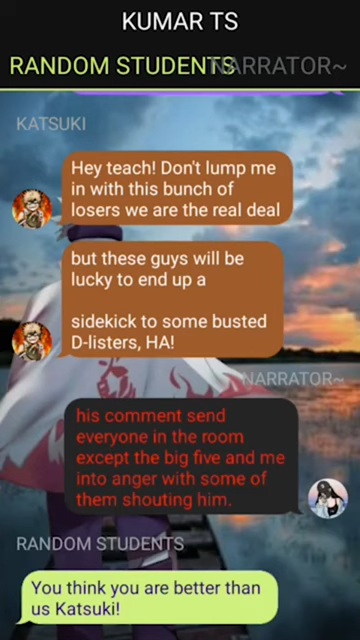 KUMAR TS
RANDOM STUDENTS NARRATOR~
KATSUKI
Hey teach! Don't lump me
in with this bunch of
losers we are the real deal
but these guys will be
lucky to end up a
sidekick to some busted
D-listers, HA!
NARRATOR~
his comment send
everyone in the room
except the big five and me
into anger with some of
them shouting him.
RANDOM STUDENTS
You think you are better than
us Katsuki!